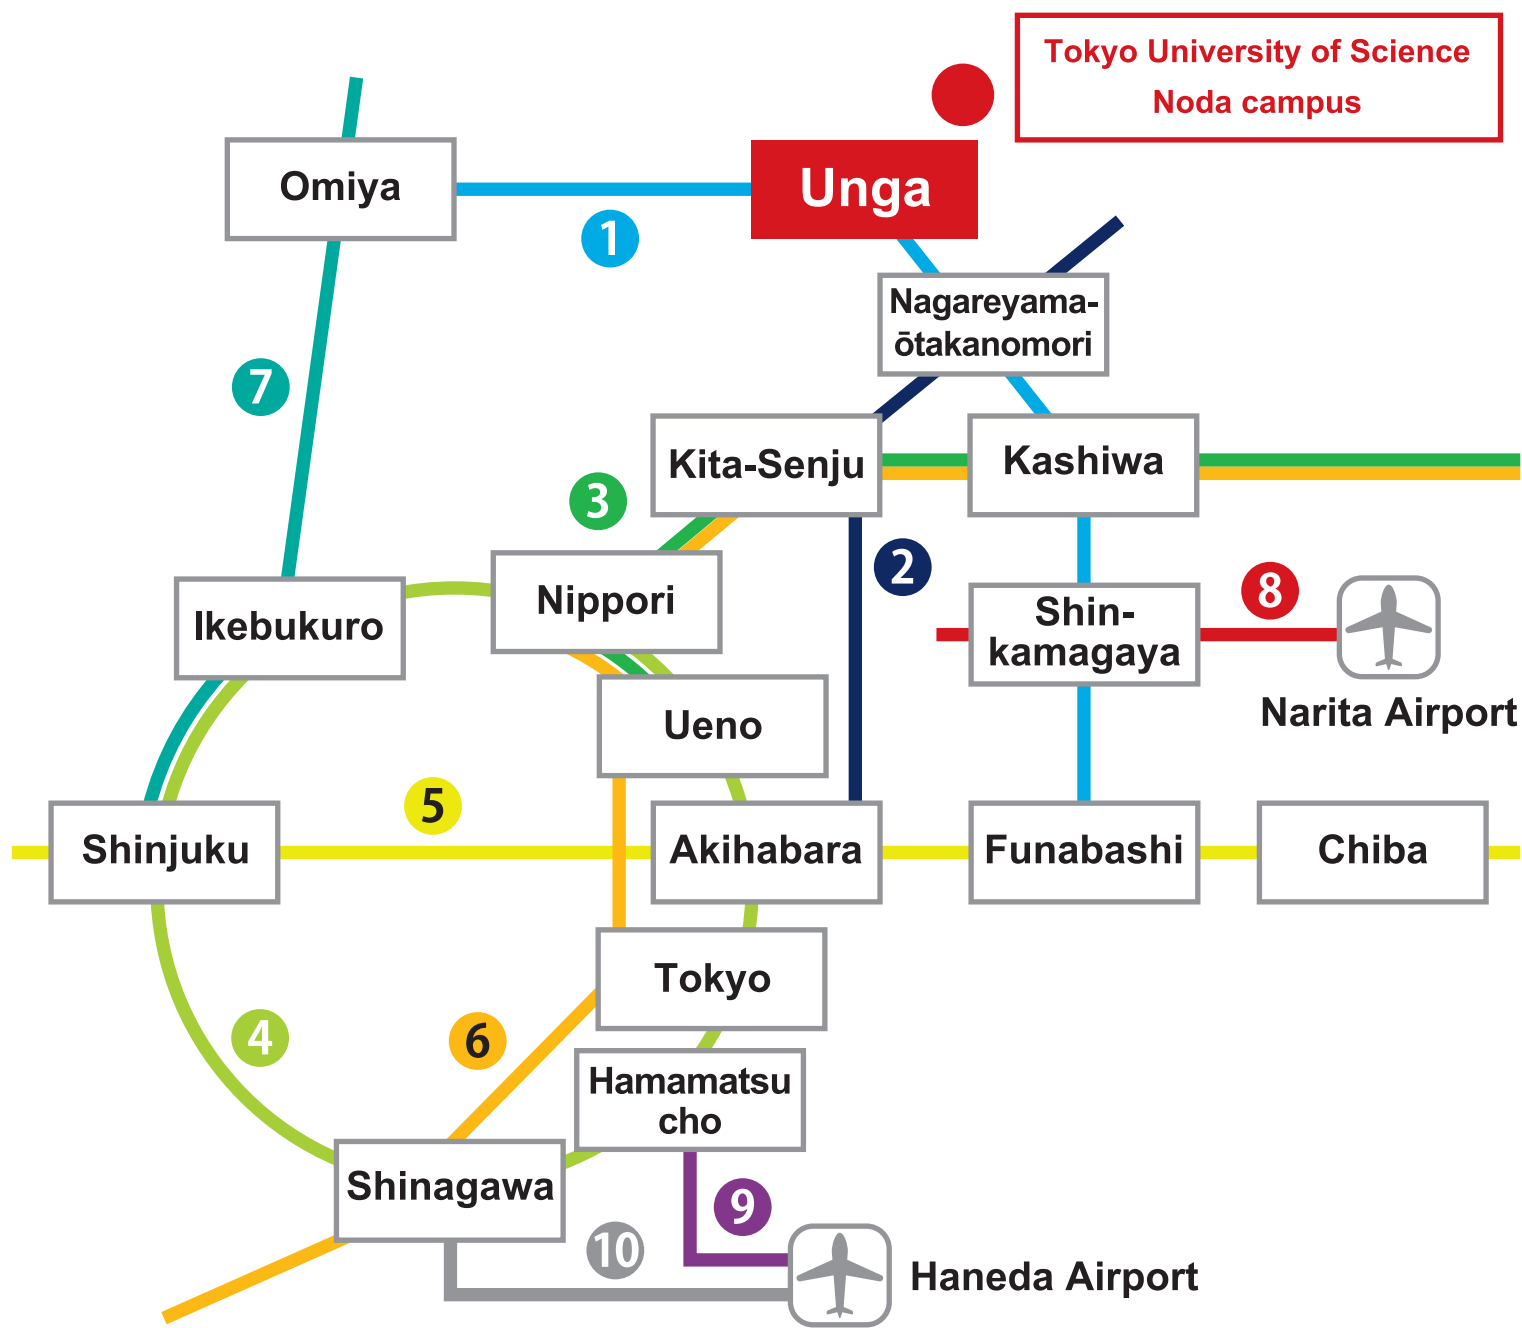 Tokyo University of Science
Noda campus
Omiya
Unga
1
Nagareyama-
ōtakanomori
7
Kita-Senju
Kashiwa
3
2
Nippori
Ikebukuro
8
Shin-
kamagaya
Narita Airport
Ueno
5
Shinjuku
Akihabara
Funabashi
Chiba
Tokyo
4
6
Hamamatsu
cho
Shinagawa
9
10
Haneda Airport